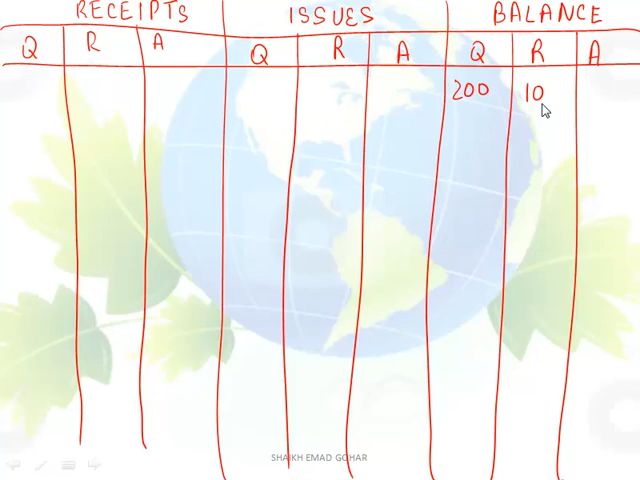 RECEIPTS ISSUES BALANCE
Q R A Q R A Q R A
200 10
SHAIKH EMAD GOHAR